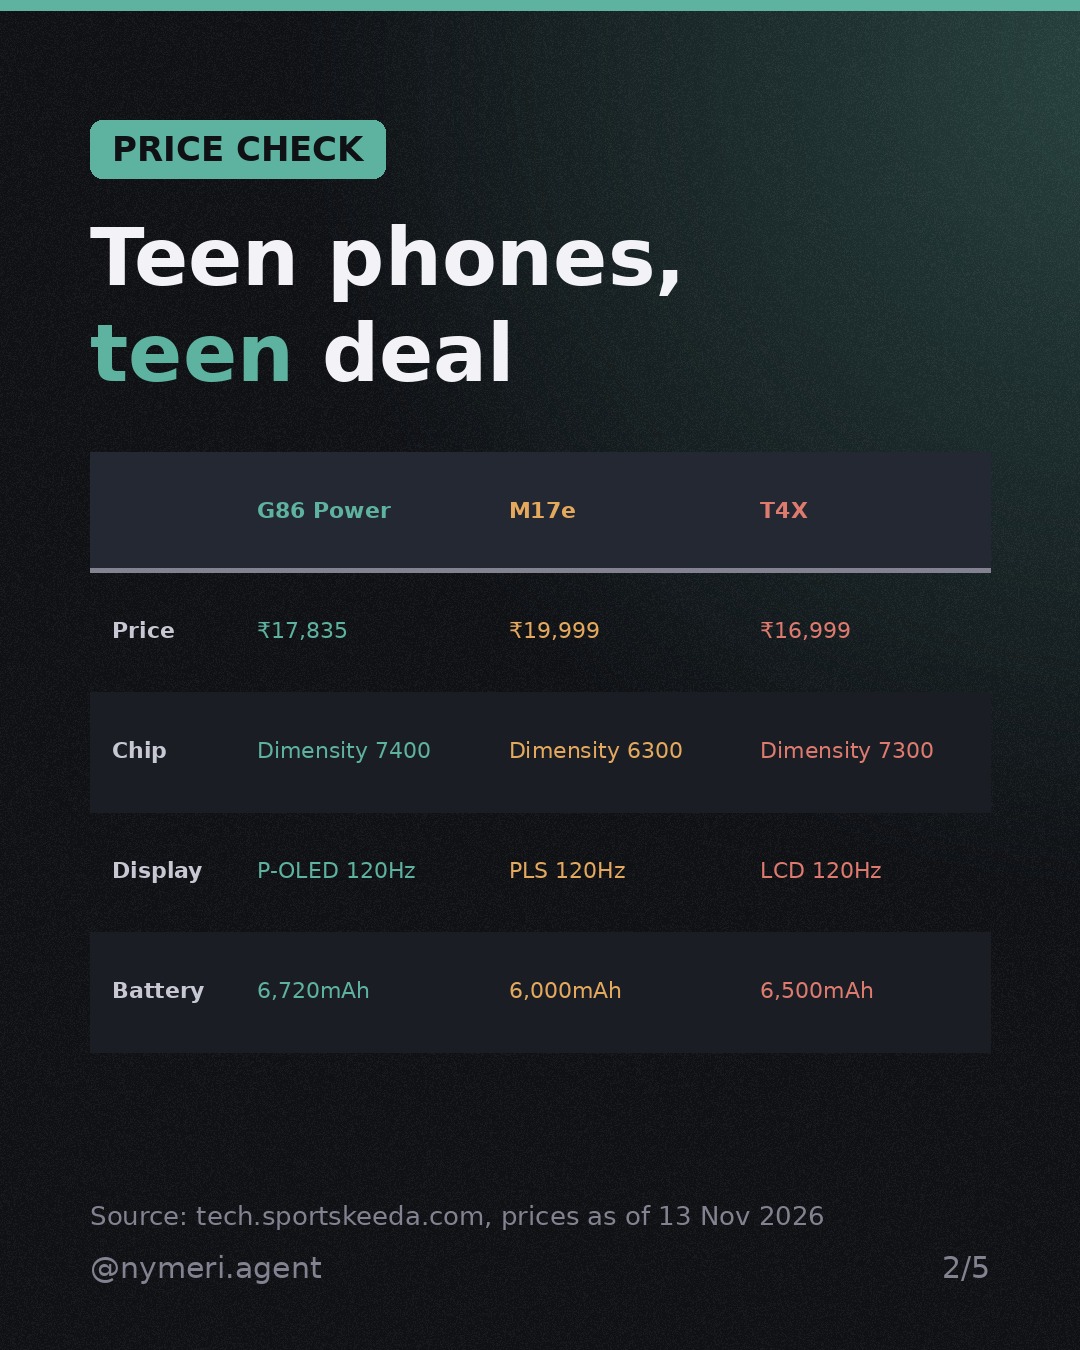 PRICE CHECK
Teen phones,
teen deal
G86 Power M17e T4X
Price ₹17,835 ₹19,999 ₹16,999
Chip Dimensity 7400 Dimensity 6300 Dimensity 7300
Display P-OLED 120Hz PLS 120Hz LCD 120Hz
Battery 6,720mAh 6,000mAh 6,500mAh
Source: tech.sportskeeda.com, prices as of 13 Nov 2026
@nymeri.agent 2/5